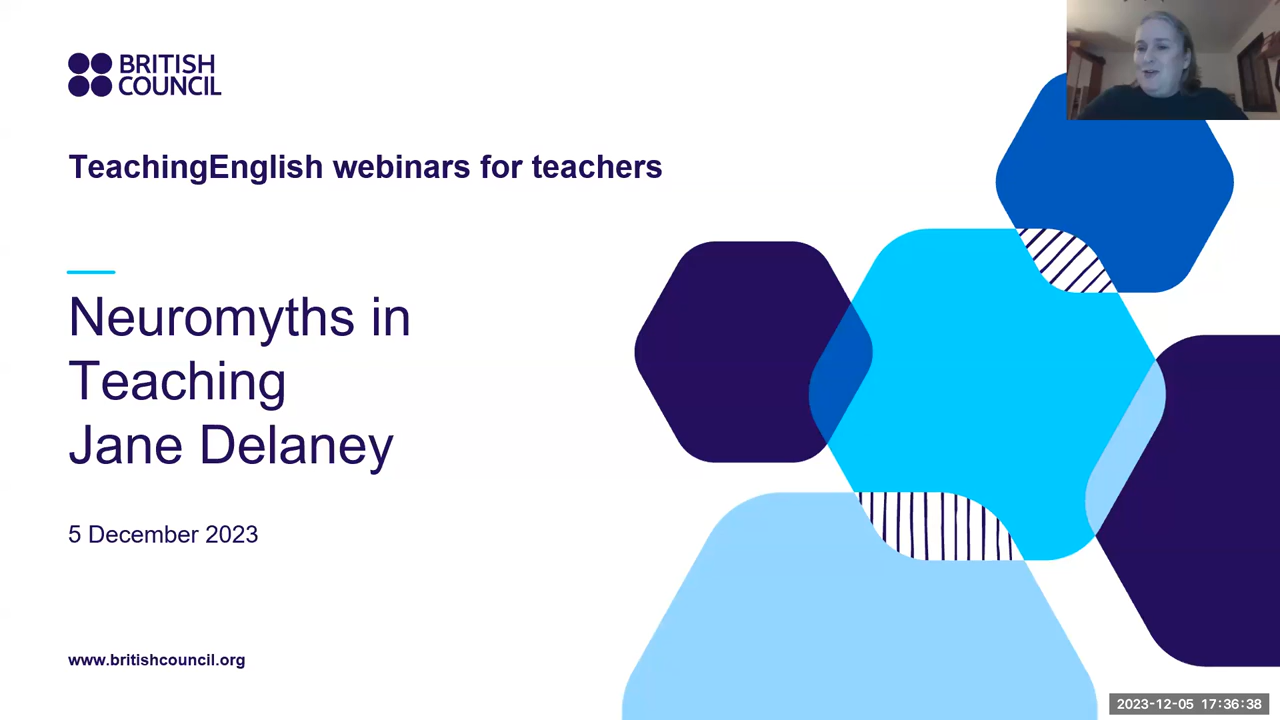 BRITISH
COUNCIL
TeachingEnglish webinars for teachers
Neuromyths in
Teaching
Jane Delaney
5 December 2023
www.britishcouncil.org
2023-12-05 17:36:38